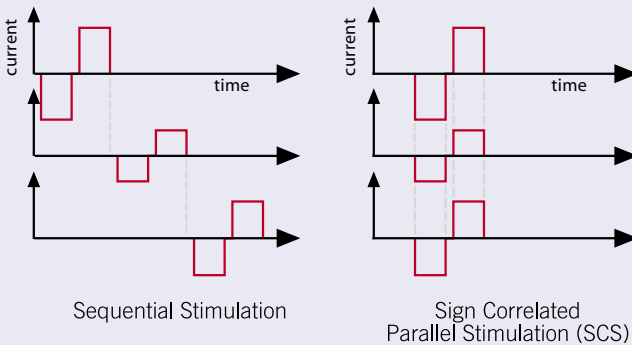 current
time
current
time
Sequential Stimulation
Sign Correlated
Parallel Stimulation (SCS)